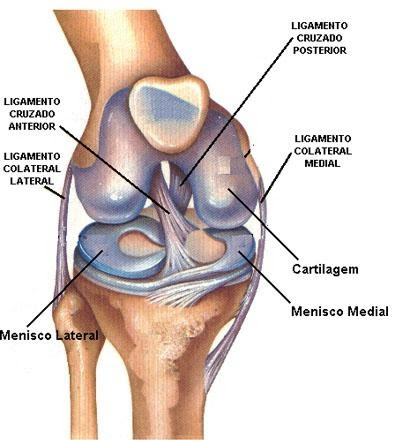 LIGAMENTO
CRUZADO
POSTERIOR
LIGAMENTO
CRUZADO
ANTERIOR
LIGAMENTO
COLATERAL
LATERAL
LIGAMENTO
COLATERAL
MEDIAL
Cartilagem
Menisco Medial
Menisco Lateral